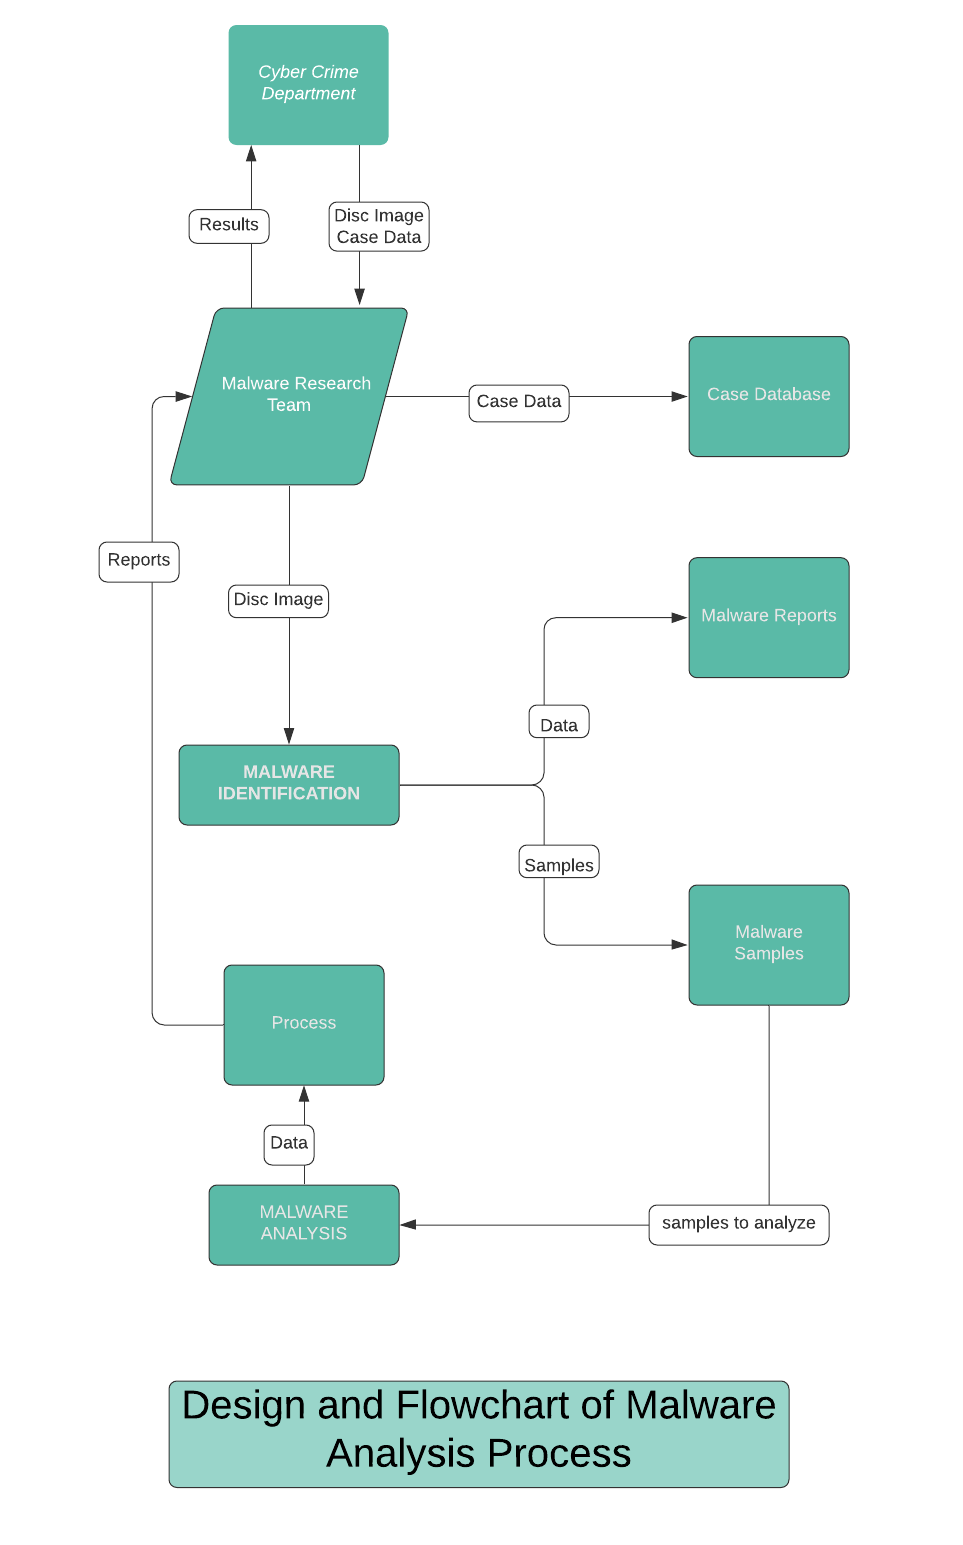 Cyber Crime
Department
Results
Disc Image
Case Data
Malware Research
Team
Case Data
Case Database
Reports
Disc Image
Malware Reports
Data
MALWARE
IDENTIFICATION
Samples
Malware
Samples
Process
Data
MALWARE
ANALYSIS
samples to analyze
Design and Flowchart of Malware
Analysis Process